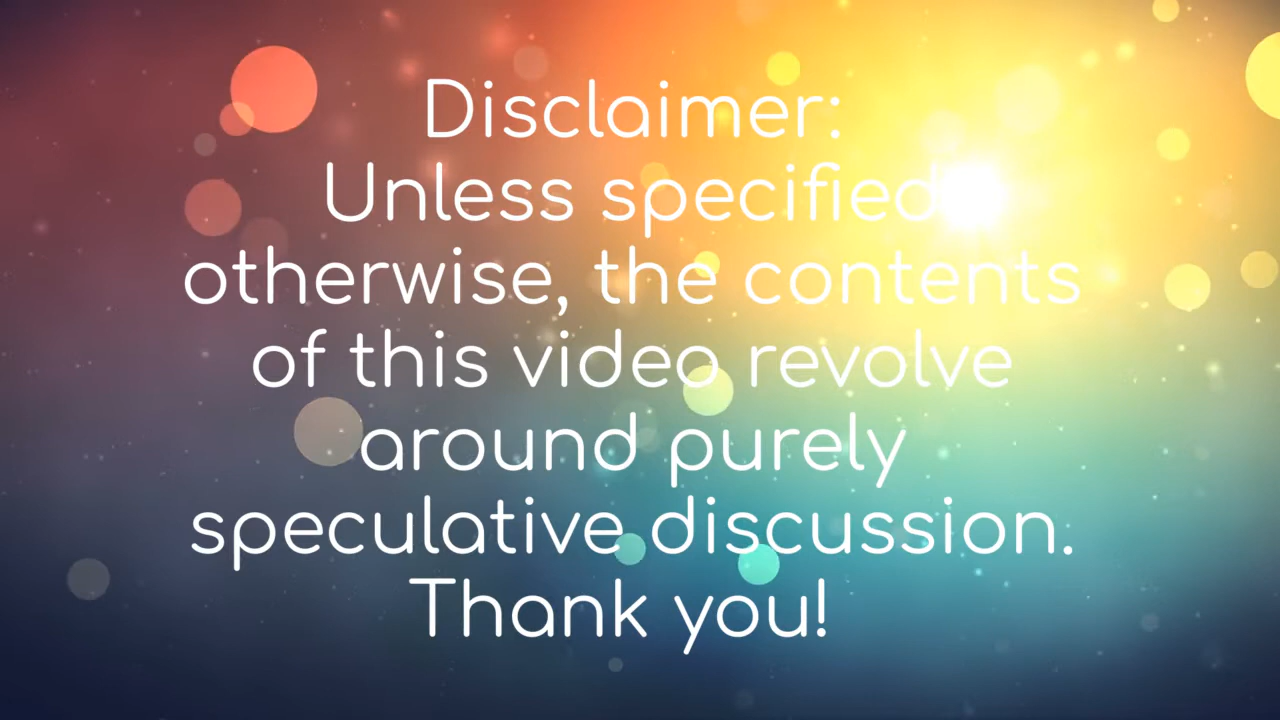 Disclaimer:
Unless specified
otherwise, the contents
of this video revolve
around purely
speculative discussion.
Thank you!